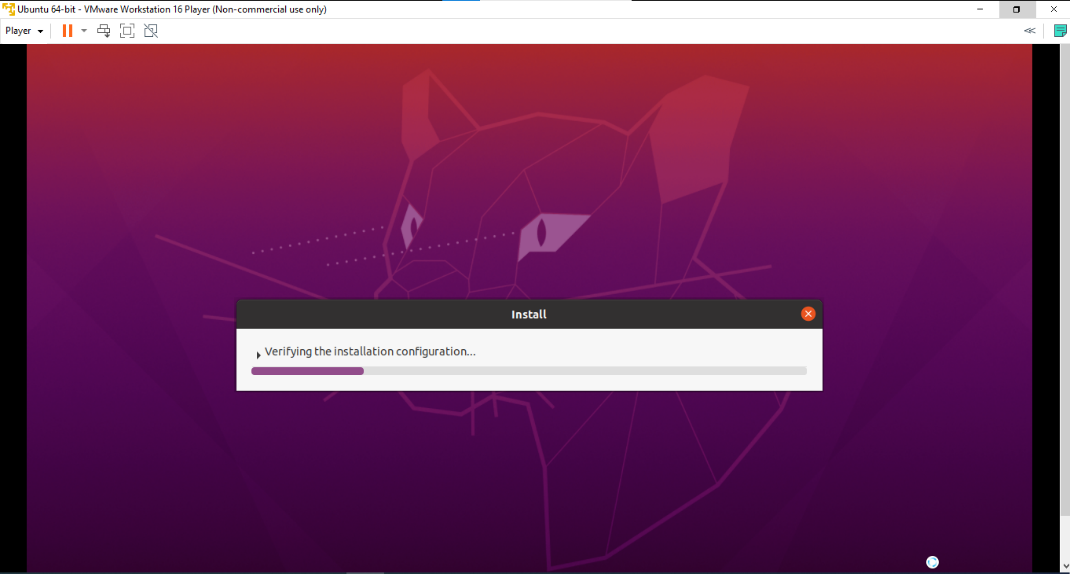 Ubuntu 64-bit - VMware Workstation 16 Player (Non-commercial use only)
Player
Install
Verifying the installation configuration...